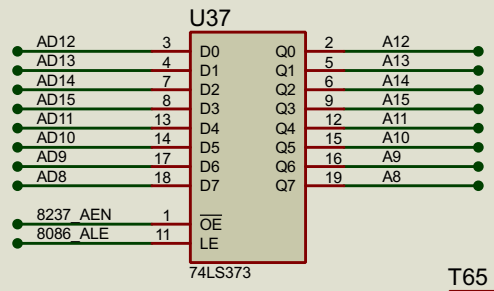 U37
AD12 3 D0 Q0 2 A12
AD13 4 D1 Q1 5 A13
AD14 7 D2 Q2 6 A14
AD15 8 D3 Q3 9 A15
AD11 13 D4 Q4 12 A11
AD10 14 D5 Q5 15 A10
AD9 17 D6 Q6 16 A9
AD8 18 D7 Q7 19 A8
8237_AEN 1 OE
8086_ALE 11 LE
74LS373
T65